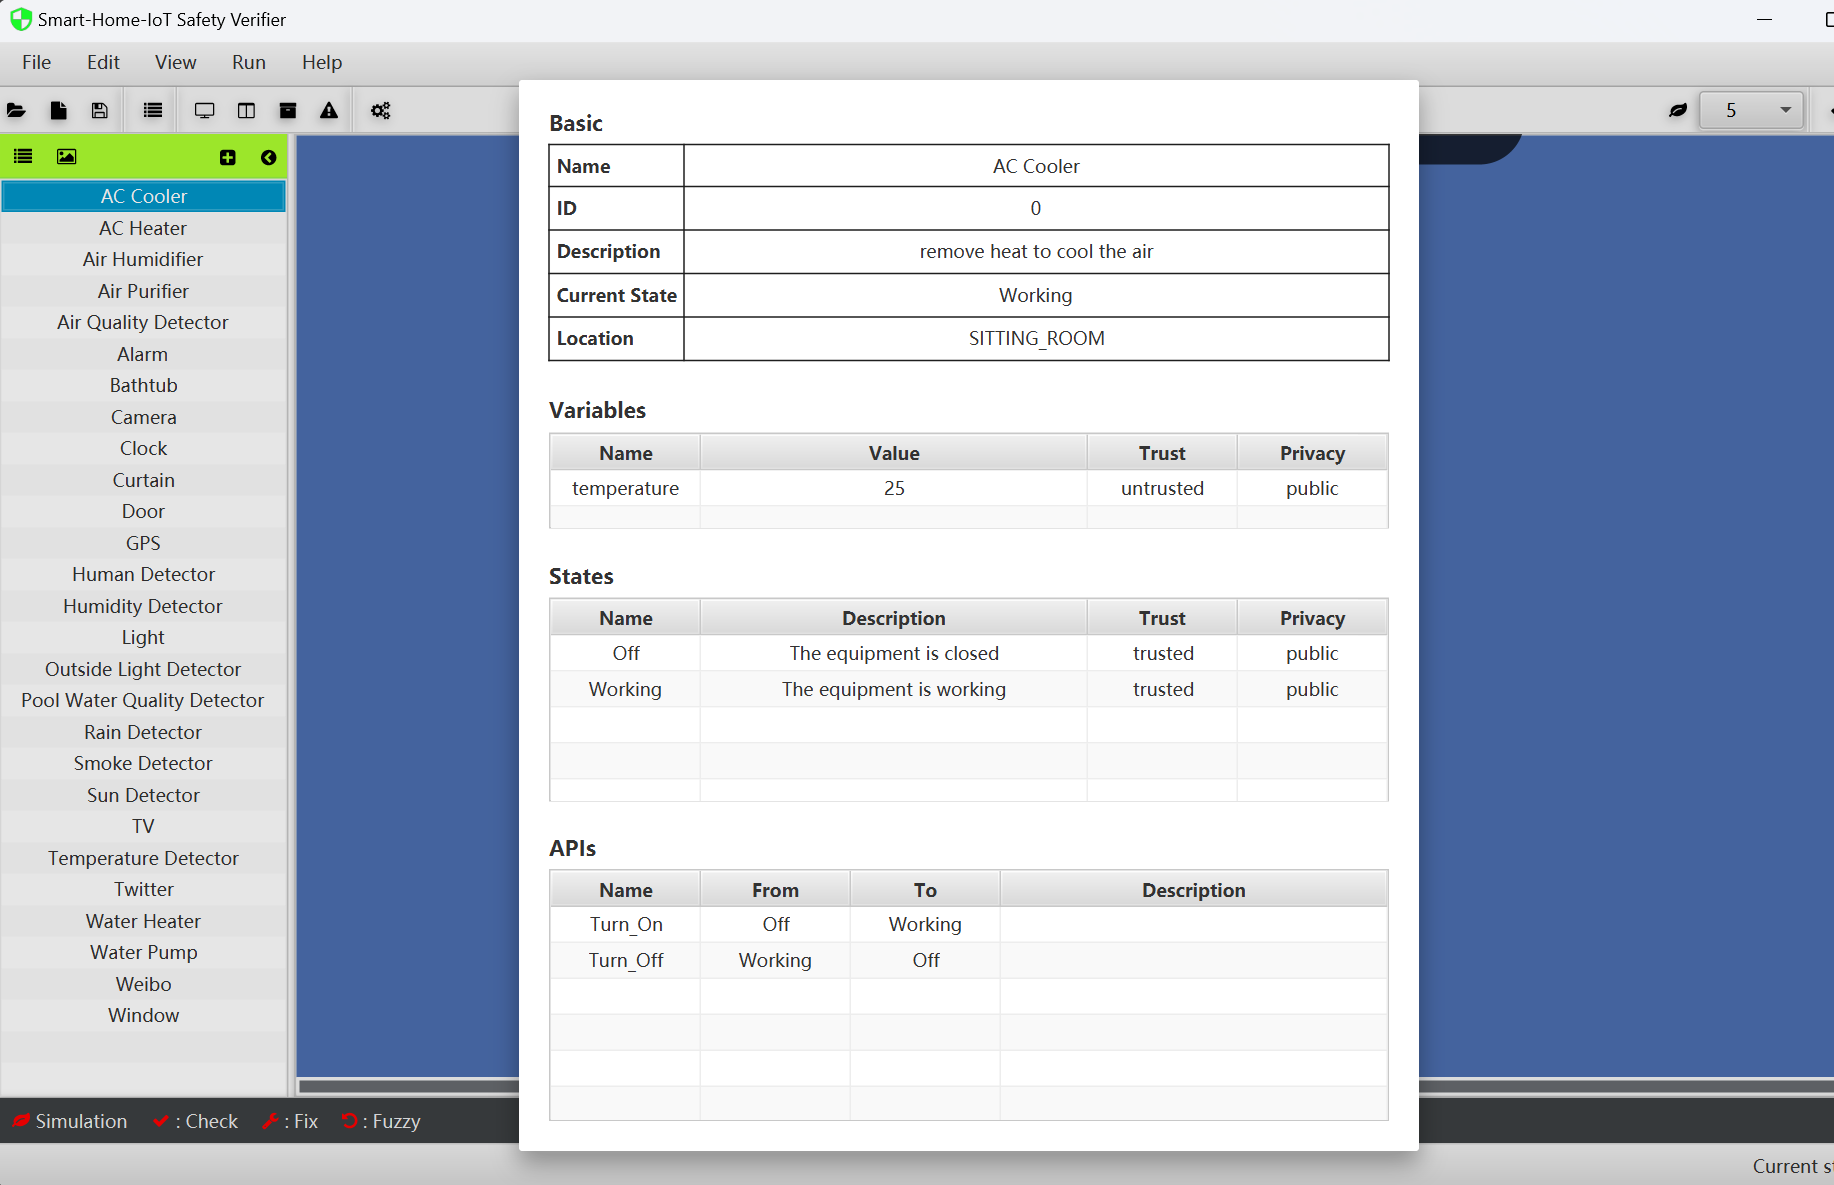 Smart-Home-IoT Safety Verifier
File Edit View Run Help
5
AC Cooler
AC Heater
Air Humidifier
Air Purifier
Air Quality Detector
Alarm
Bathtub
Camera
Clock
Curtain
Door
GPS
Human Detector
Humidity Detector
Light
Outside Light Detector
Pool Water Quality Detector
Rain Detector
Smoke Detector
Sun Detector
TV
Temperature Detector
Twitter
Water Heater
Water Pump
Weibo
Window
Basic
Name AC Cooler
ID 0
Description remove heat to cool the air
Current State Working
Location SITTING_ROOM
Variables
Name Value Trust Privacy
temperature 25 untrusted public
States
Name Description Trust Privacy
Off The equipment is closed trusted public
Working The equipment is working trusted public
APIs
Name From To Description
Turn_On Off Working
Turn_Off Working Off
Simulation : Check : Fix : Fuzzy
Current